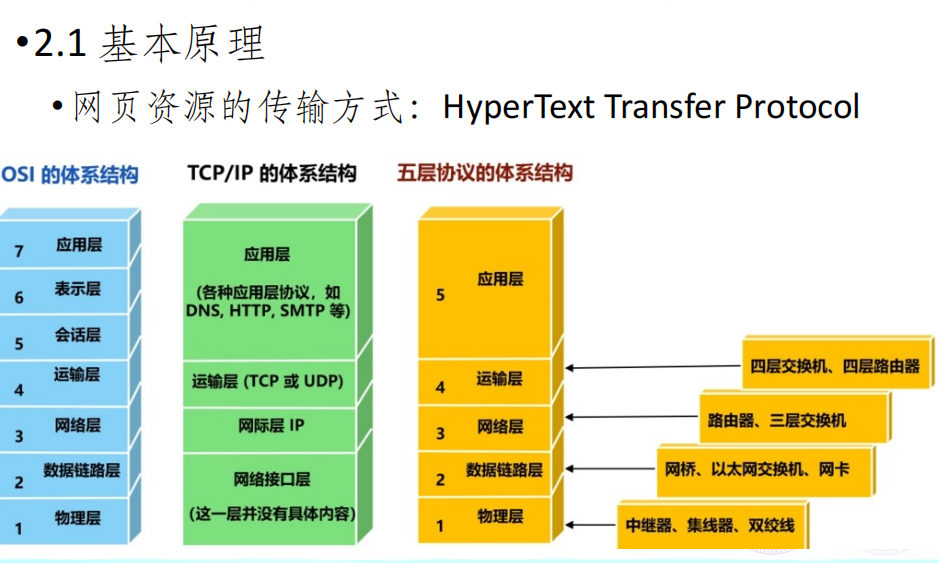 •2.1 基本原理
•网页资源的传输方式：HyperText Transfer Protocol
OSI 的体系结构
7 应用层
6 表示层
5 会话层
4 运输层
3 网络层
2 数据链路层
1 物理层
TCP/IP 的体系结构
应用层
(各种应用层协议，如
DNS, HTTP, SMTP 等)
运输层 (TCP 或 UDP)
网际层 IP
网络接口层
(这一层并没有具体内容)
五层协议的体系结构
5 应用层
4 运输层
3 网络层
2 数据链路层
1 物理层
四层交换机、四层路由器
路由器、三层交换机
网桥、以太网交换机、网卡
中继器、集线器、双绞线